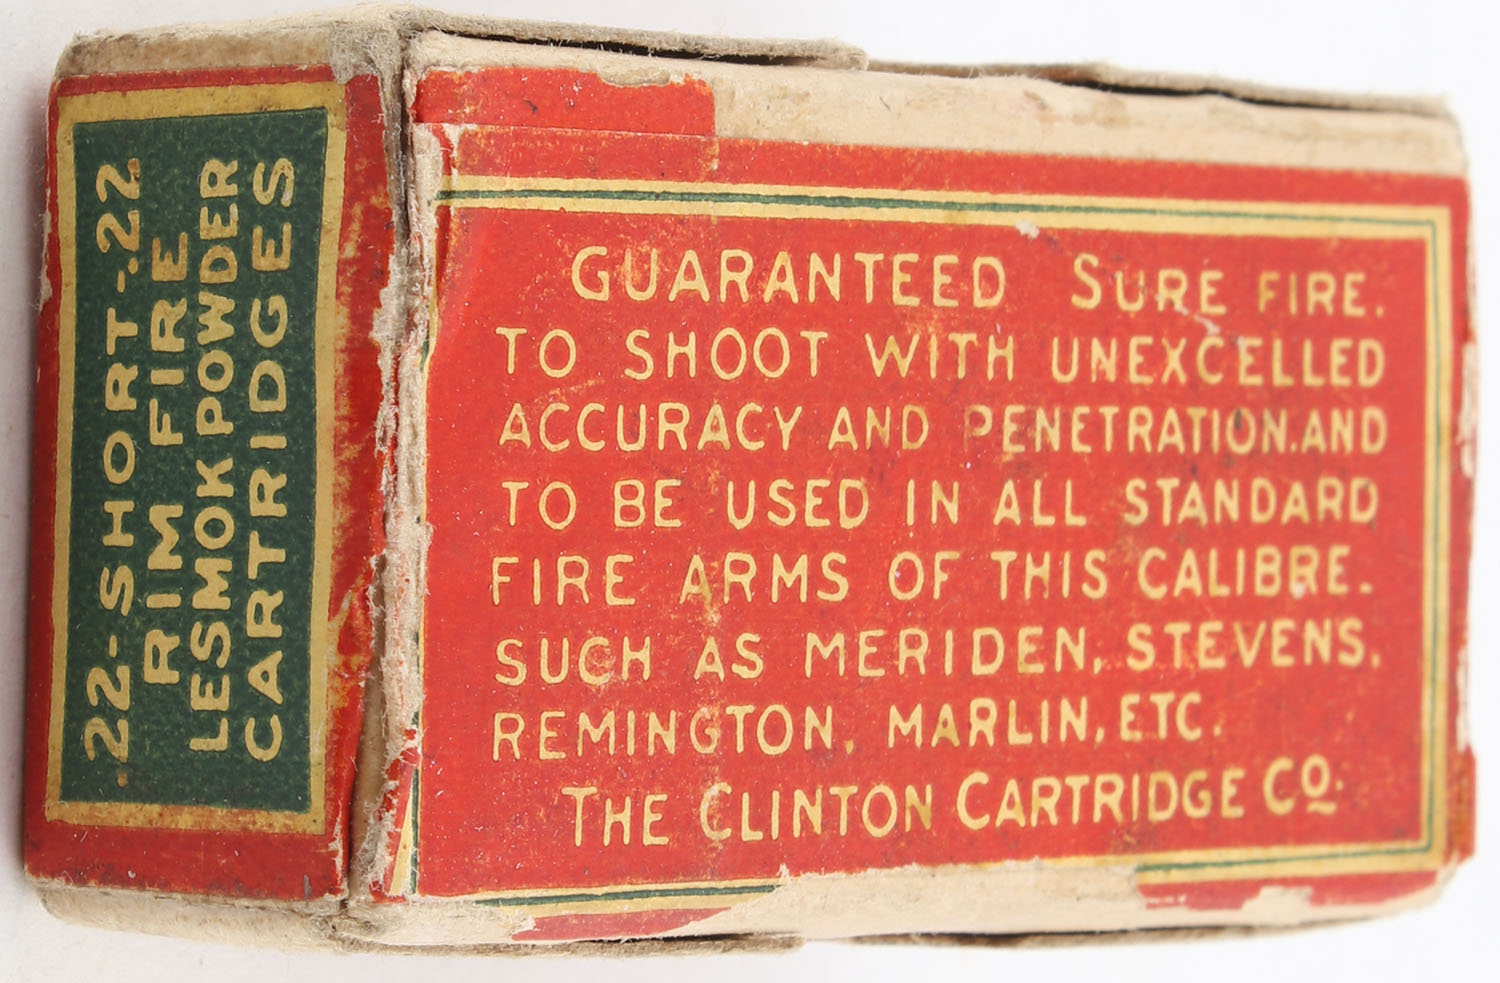 .22-SHORT-.22
RIM FIRE
LESMOK POWDER
CARTRIDGES
GUARANTEED SURE FIRE.
TO SHOOT WITH UNEXCELLED
ACCURACY AND PENETRATION.AND
TO BE USED IN ALL STANDARD
FIRE ARMS OF THIS CALIBRE.
SUCH AS MERIDEN, STEVENS,
REMINGTON, MARLIN, ETC.
THE CLINTON CARTRIDGE CO.